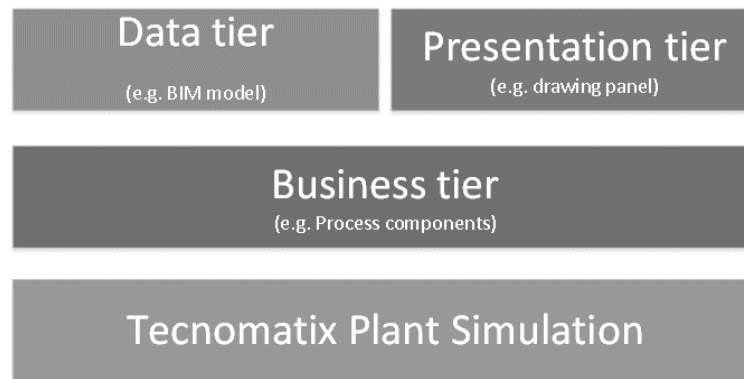 Data tier
(e.g. BIM model)
Presentation tier
(e.g. drawing panel)
Business tier
(e.g. Process components)
Tecnomatix Plant Simulation